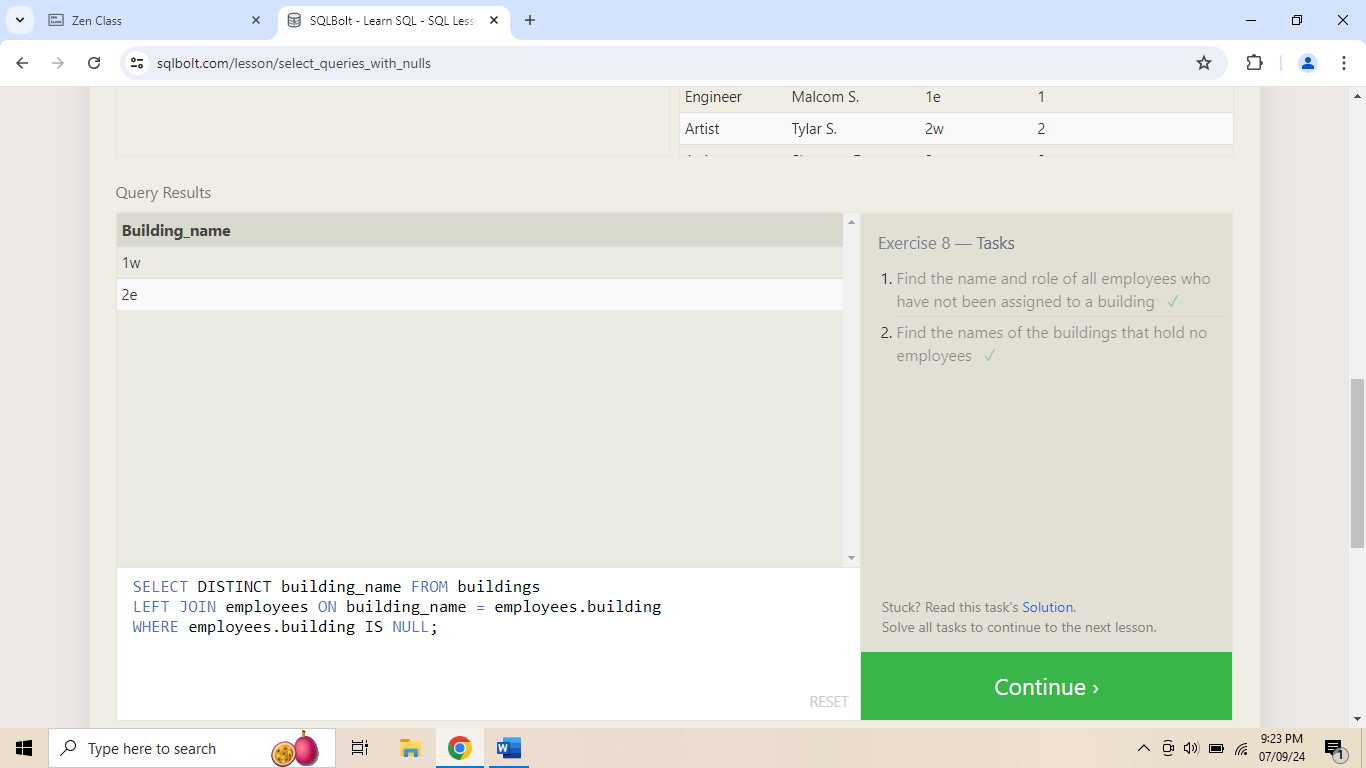 Zen Class
SQLBolt - Learn SQL - SQL Less
sqlbolt.com/lesson/select_queries_with_nulls
Engineer Malcom S. 1e 1
Artist Tylar S. 2w 2
Query Results
Building_name
1w
2e
Exercise 8 — Tasks
1. Find the name and role of all employees who
have not been assigned to a building ✓
2. Find the names of the buildings that hold no
employees ✓
SELECT DISTINCT building_name FROM buildings
LEFT JOIN employees ON building_name = employees.building
WHERE employees.building IS NULL;
RESET
Stuck? Read this task's Solution.
Solve all tasks to continue to the next lesson.
Continue ›
Type here to search
9:23 PM
07/09/24
1